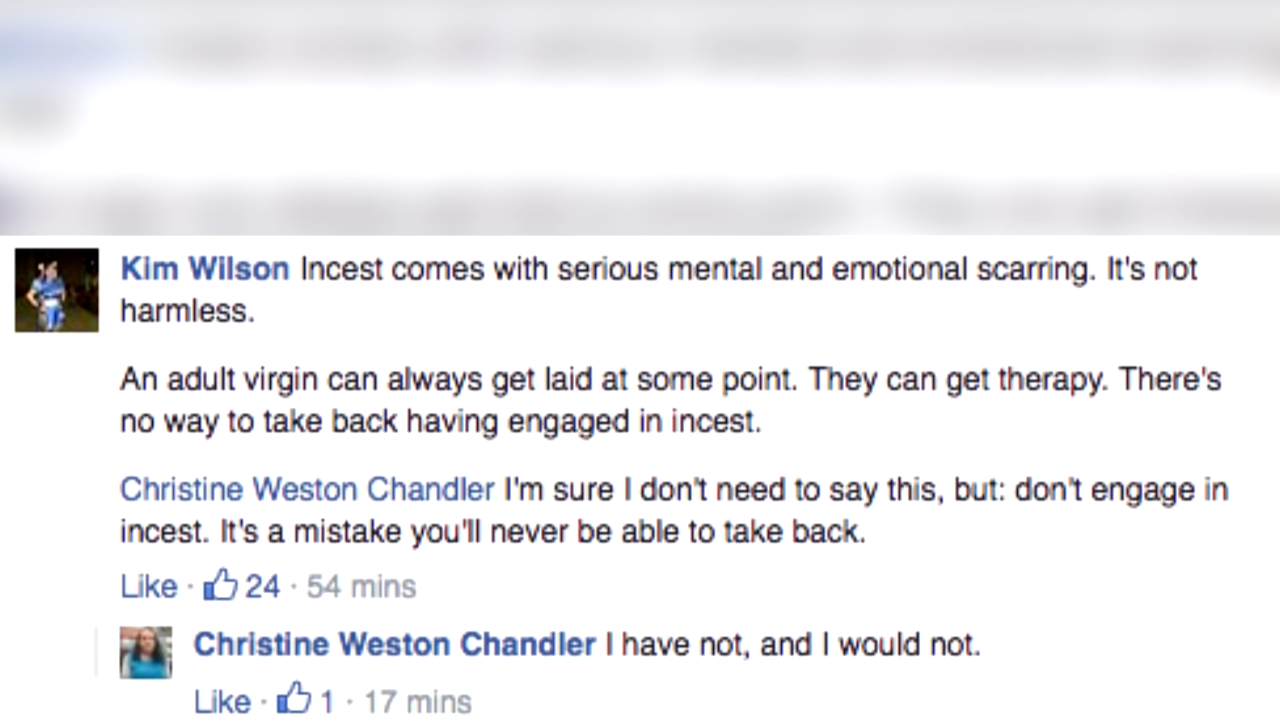 Kim Wilson Incest comes with serious mental and emotional scarring. It's not
harmless.
An adult virgin can always get laid at some point. They can get therapy. There's
no way to take back having engaged in incest.
Christine Weston Chandler I'm sure I don't need to say this, but: don't engage in
incest. It's a mistake you'll never be able to take back.
Like · 24 · 54 mins
Christine Weston Chandler I have not, and I would not.
Like · 1 · 17 mins